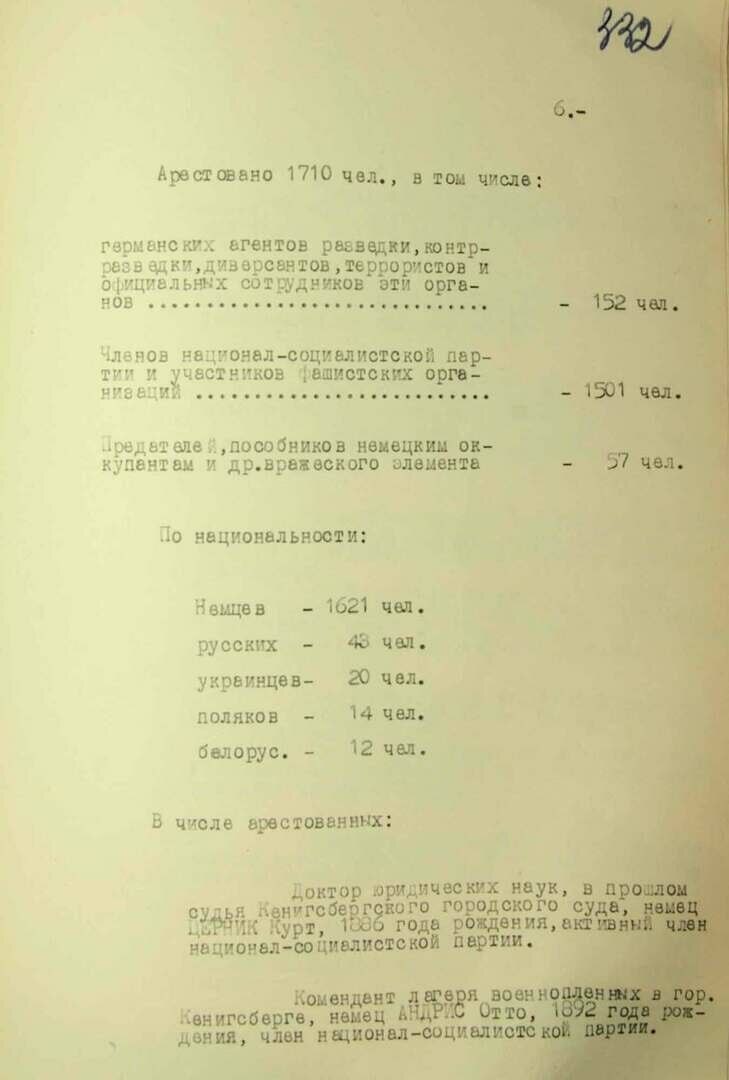 332
6.-
Арестовано 1710 чел., в том числе:
германских агентов разведки,контр-
разведки,диверсантов,террористов и
официальных сотрудников эти орга-
нов ................................... - 152 чел.
Членов национал-социалистской пар-
тии и участников фашистских орга-
низаций .............................. - 1501 чел.
Предателей,пособников немецким ок-
купантам и др.вражеского элемента - 57 чел.
По национальности:
Немцев - 1621 чел.
русских - 43 чел.
украинцев- 20 чел.
поляков - 14 чел.
белорус. - 12 чел.
В числе арестованных:
Доктор юридических наук, в прошлом
судья Кенигсбергского городского суда, немец
ЦЕРНИК Курт, 1886 года рождения,активный член
национал-социалистской партии.
Комендант лагеря военнопленных в гор.
Кенигсберге, немец АНДРИС Отто, 1892 года рож-
дения, член национал-социалистской партии.